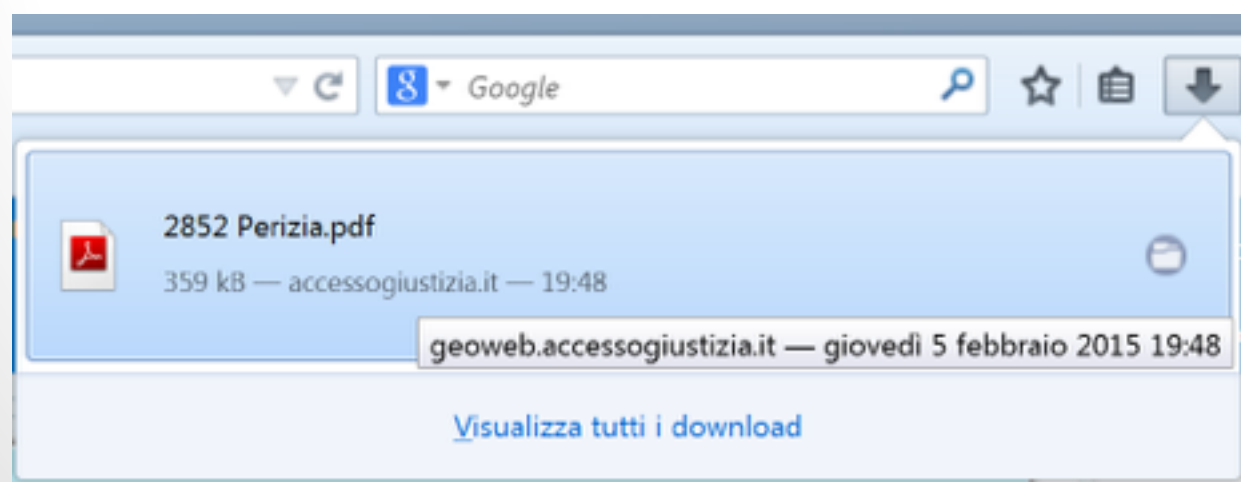 8 Google
2852 Perizia.pdf
359 kB — accessogiustizia.it — 19:48
geoweb.accessogiustizia.it — giovedì 5 febbraio 2015 19:48
Visualizza tutti i download